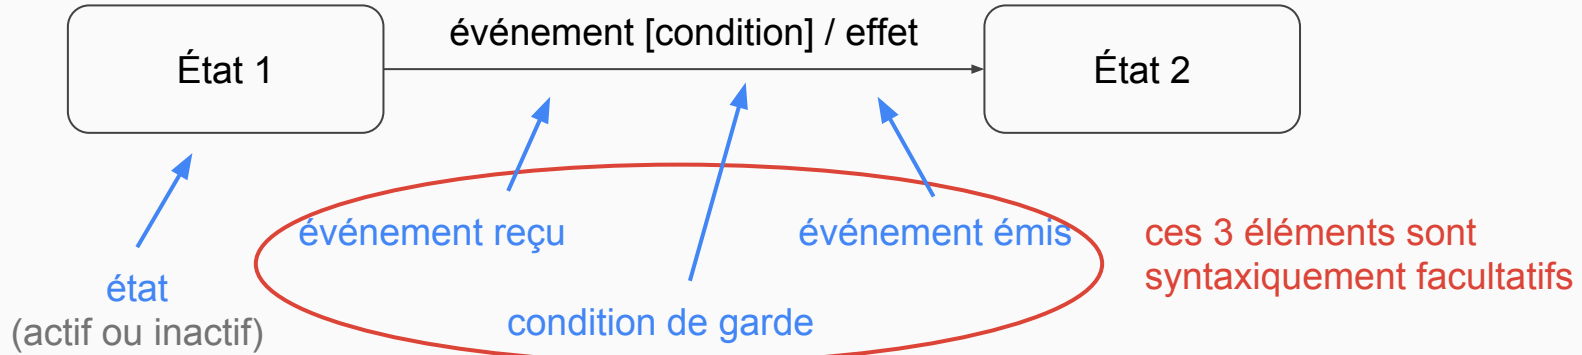 événement [condition] / effet
État 1
État 2
événement reçu
événement émis
ces 3 éléments sont
syntaxiquement facultatifs
état
(actif ou inactif)
condition de garde